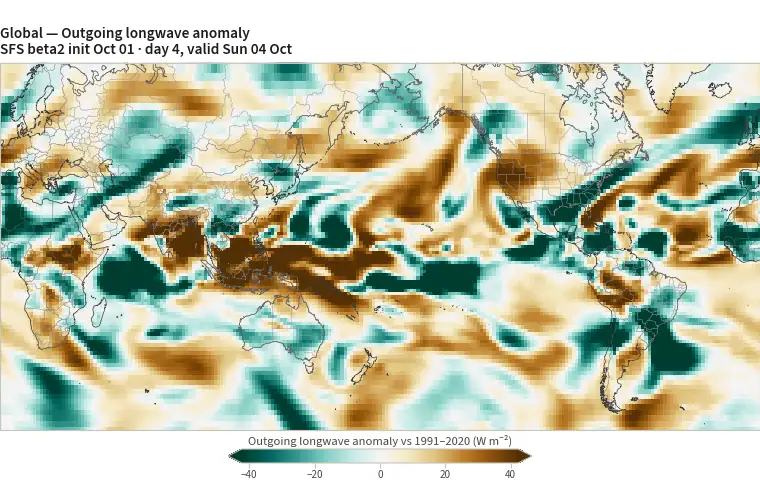 Global — Outgoing longwave anomaly
SFS beta2 init Oct 01 · day 4, valid Sun 04 Oct
Outgoing longwave anomaly vs 1991–2020 (W m⁻²)
−40 −20 0 20 40